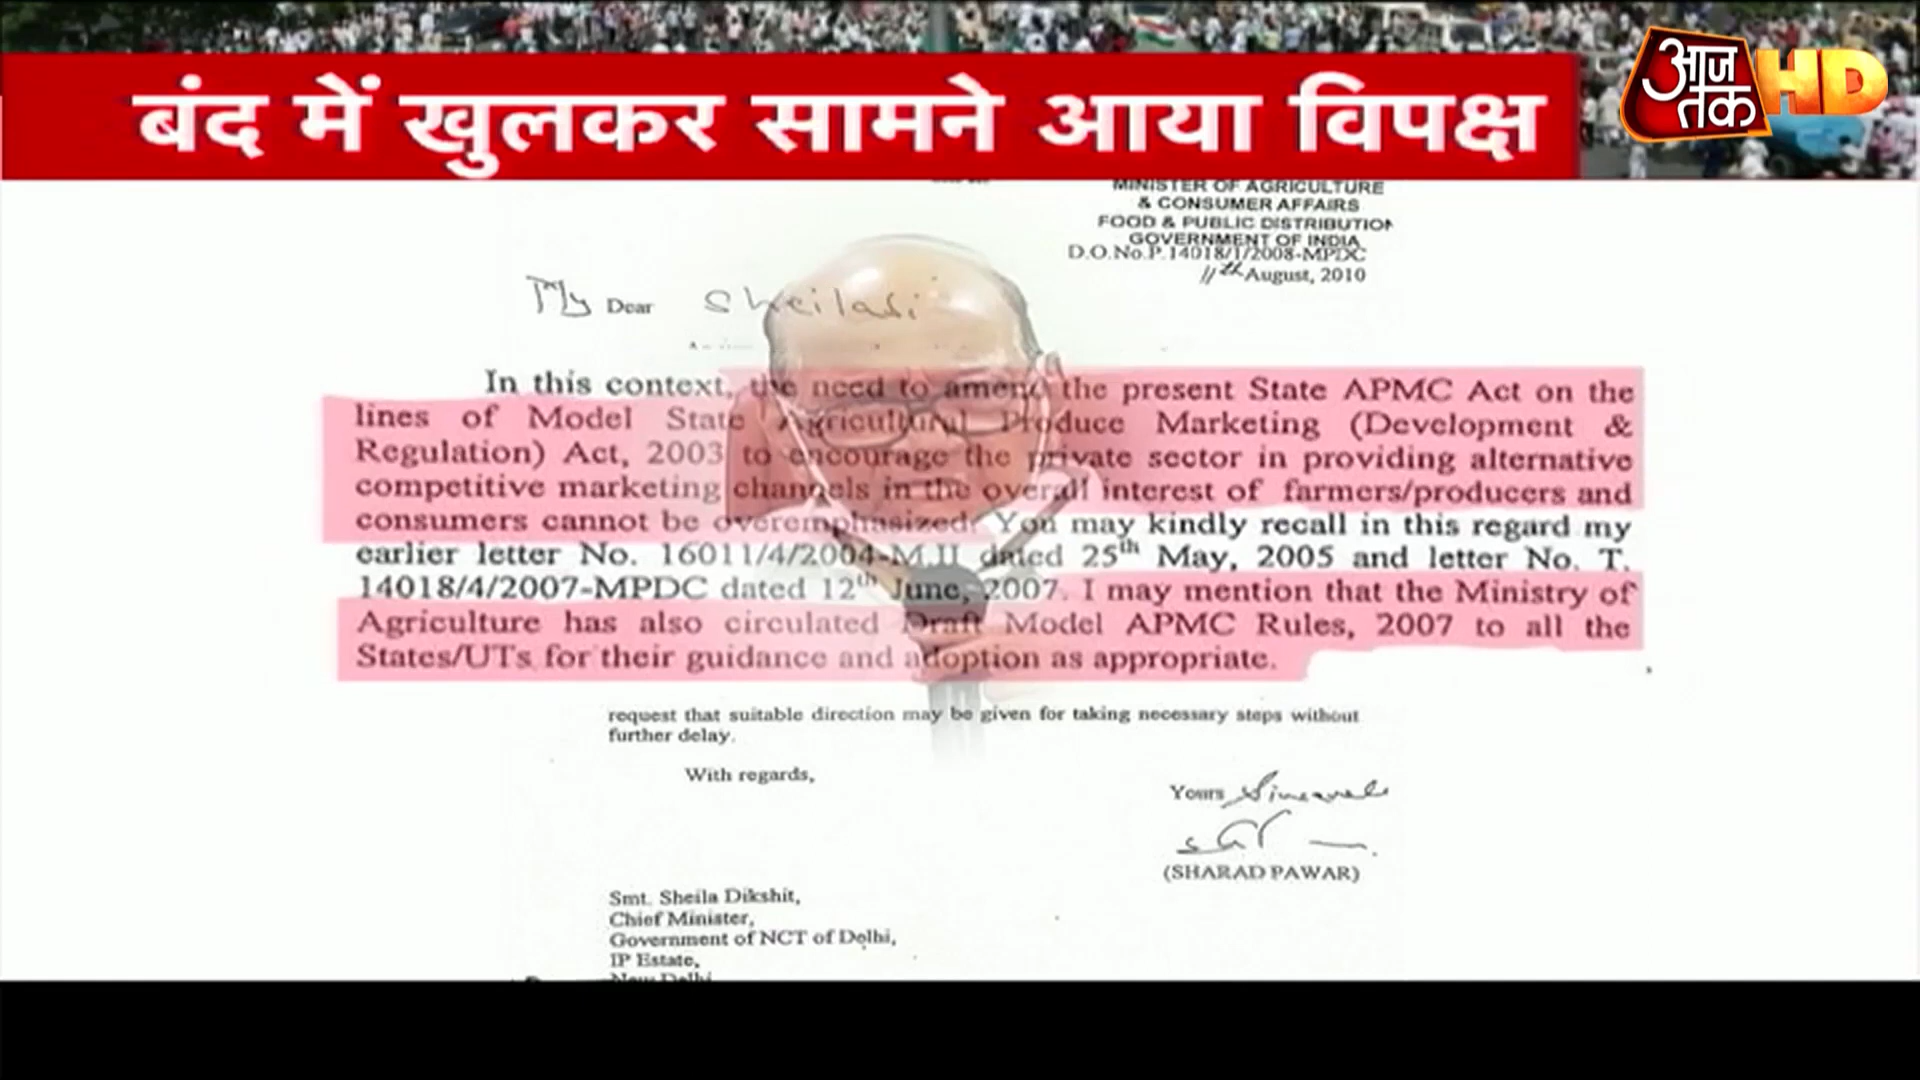 बंद में खुलकर सामने आया विपक्ष
आज तक HD
MINISTER OF AGRICULTURE
& CONSUMER AFFAIRS
FOOD & PUBLIC DISTRIBUTION
GOVERNMENT OF INDIA
D.O.No.P.14018/1/2008-MPDC
11th August, 2010
My Dear Sheilaji
In this context, the need to amend the present State APMC Act on the
lines of Model State Agricultural Produce Marketing (Development &
Regulation) Act, 2003 to encourage the private sector in providing alternative
competitive marketing channels in the overall interest of farmers/producers and
consumers cannot be overemphasized. You may kindly recall in this regard my
earlier letter No. 16011/4/2004-M.II dated 25th May, 2005 and letter No. T.
14018/4/2007-MPDC dated 12th June, 2007. I may mention that the Ministry of
Agriculture has also circulated Draft Model APMC Rules, 2007 to all the
States/UTs for their guidance and adoption as appropriate.
request that suitable direction may be given for taking necessary steps without
further delay.
With regards,
Yours Sincerely
(SHARAD PAWAR)
Smt. Sheila Dikshit,
Chief Minister,
Government of NCT of Delhi,
IP Estate,
New Delhi